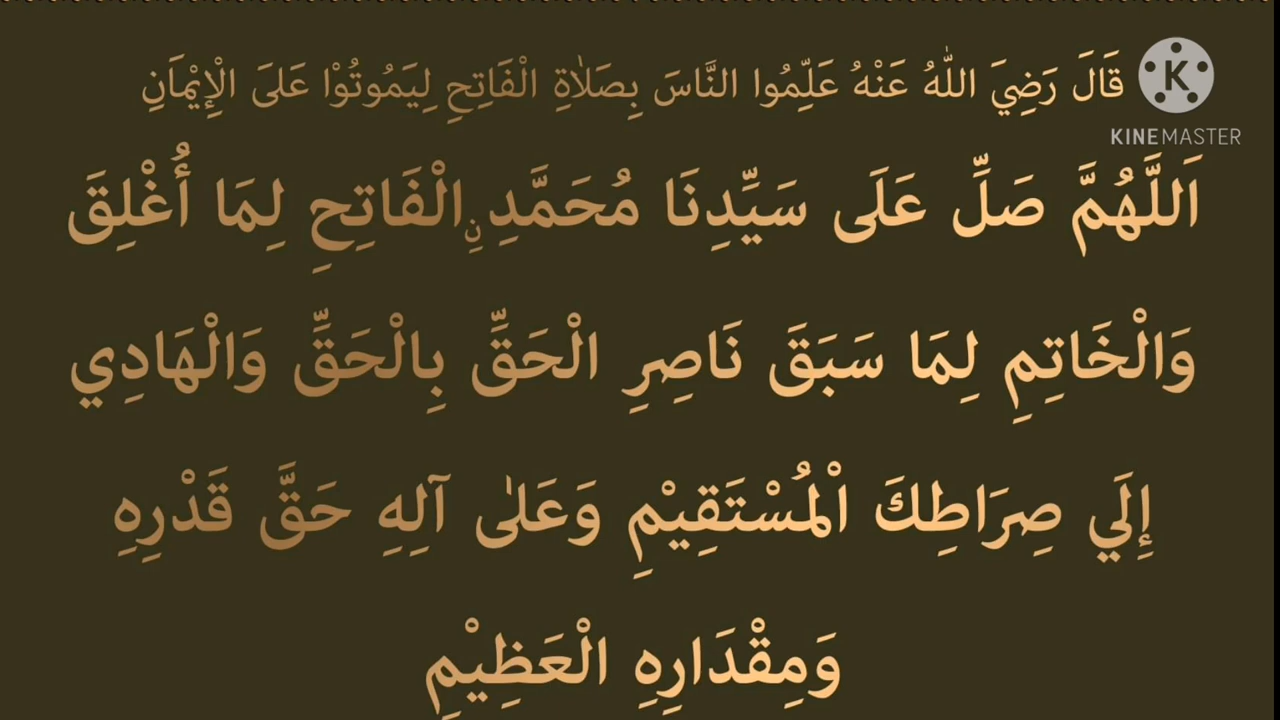 قَالَ رَضِيَ اللّٰهُ عَنْهُ عَلِّمُوا النَّاسَ بِصَلَاةِ الْفَاتِحِ لِيَمُوتُوْا عَلَىَ الْإِيْمَانِ
KINEMASTER
اَللَّهُمَّ صَلِّ عَلَى سَيِّدِنَا مُحَمَّدِ نِ الْفَاتِحِ لِمَا أُغْلِقَ
وَالْخَاتِمِ لِمَا سَبَقَ نَاصِرِ الْحَقِّ بِالْحَقِّ وَالْهَادِي
إِلَي صِرَاطِكَ الْمُسْتَقِيْمِ وَعَلٰى آلِهِ حَقَّ قَدْرِهِ
وَمِقْدَارِهِ الْعَظِيْمِ